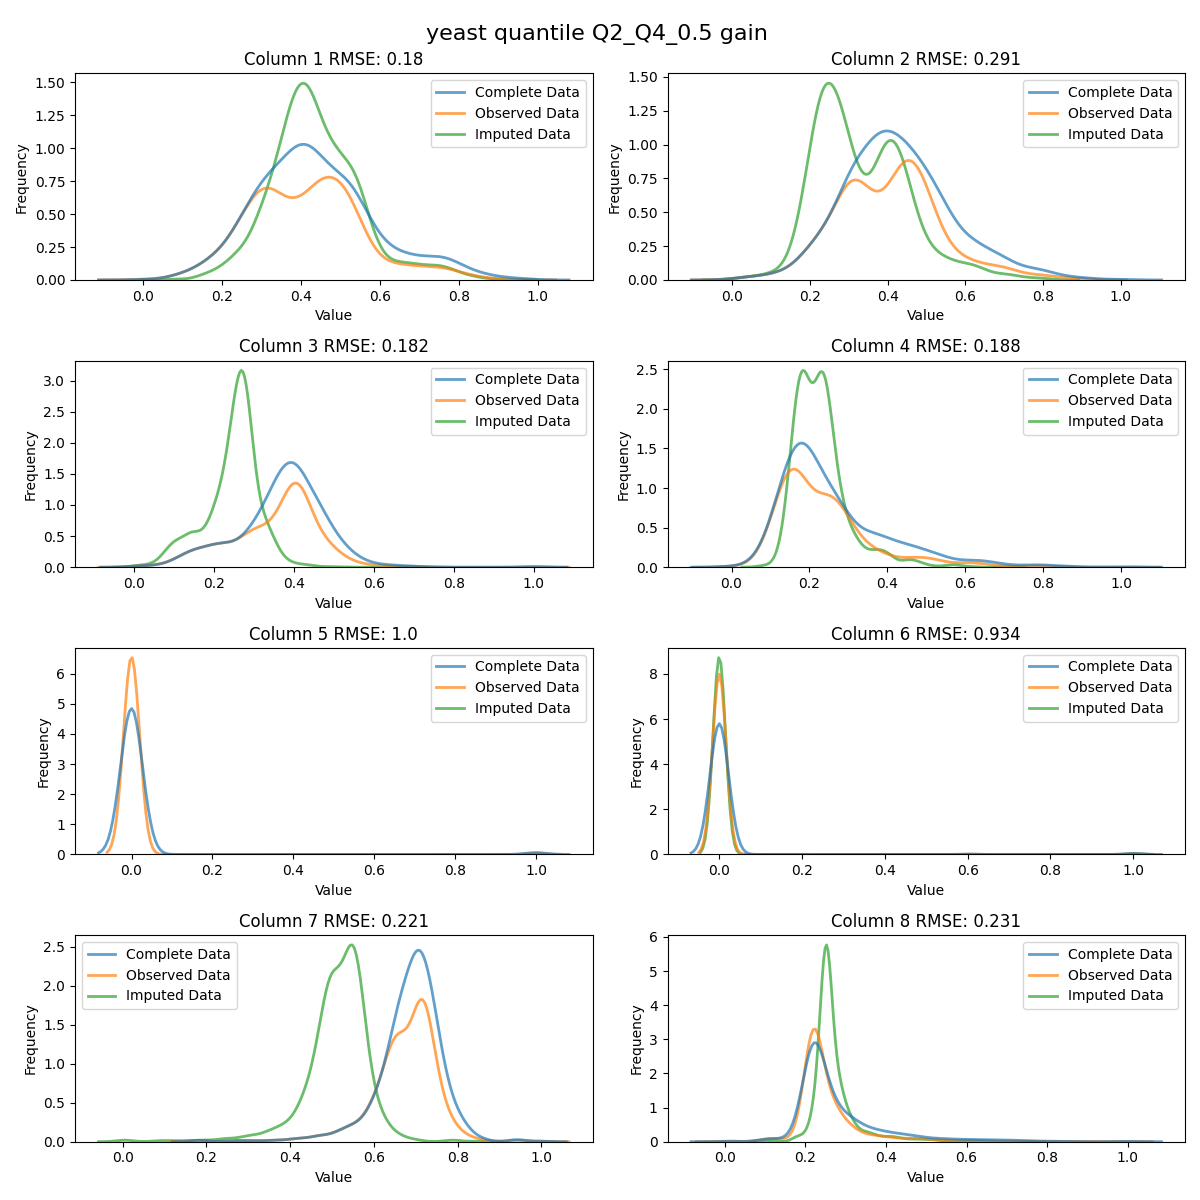 yeast quantile Q2_Q4_0.5 gain
Column 1 RMSE: 0.18
Frequency
1.50
1.25
1.00
0.75
0.50
0.25
0.00
Complete Data
Observed Data
Imputed Data
0.0 0.2 0.4 0.6 0.8 1.0
Value
Column 2 RMSE: 0.291
Frequency
1.50
1.25
1.00
0.75
0.50
0.25
0.00
Complete Data
Observed Data
Imputed Data
0.0 0.2 0.4 0.6 0.8 1.0
Value
Column 3 RMSE: 0.182
Frequency
3.0
2.5
2.0
1.5
1.0
0.5
0.0
Complete Data
Observed Data
Imputed Data
0.0 0.2 0.4 0.6 0.8 1.0
Value
Column 4 RMSE: 0.188
Frequency
2.5
2.0
1.5
1.0
0.5
0.0
Complete Data
Observed Data
Imputed Data
0.0 0.2 0.4 0.6 0.8 1.0
Value
Column 5 RMSE: 1.0
Frequency
6
5
4
3
2
1
0
Complete Data
Observed Data
Imputed Data
0.0 0.2 0.4 0.6 0.8 1.0
Value
Column 6 RMSE: 0.934
Frequency
8
6
4
2
0
Complete Data
Observed Data
Imputed Data
0.0 0.2 0.4 0.6 0.8 1.0
Value
Column 7 RMSE: 0.221
Frequency
2.5
2.0
1.5
1.0
0.5
0.0
Complete Data
Observed Data
Imputed Data
0.0 0.2 0.4 0.6 0.8 1.0
Value
Column 8 RMSE: 0.231
Frequency
6
5
4
3
2
1
0
Complete Data
Observed Data
Imputed Data
0.0 0.2 0.4 0.6 0.8 1.0
Value